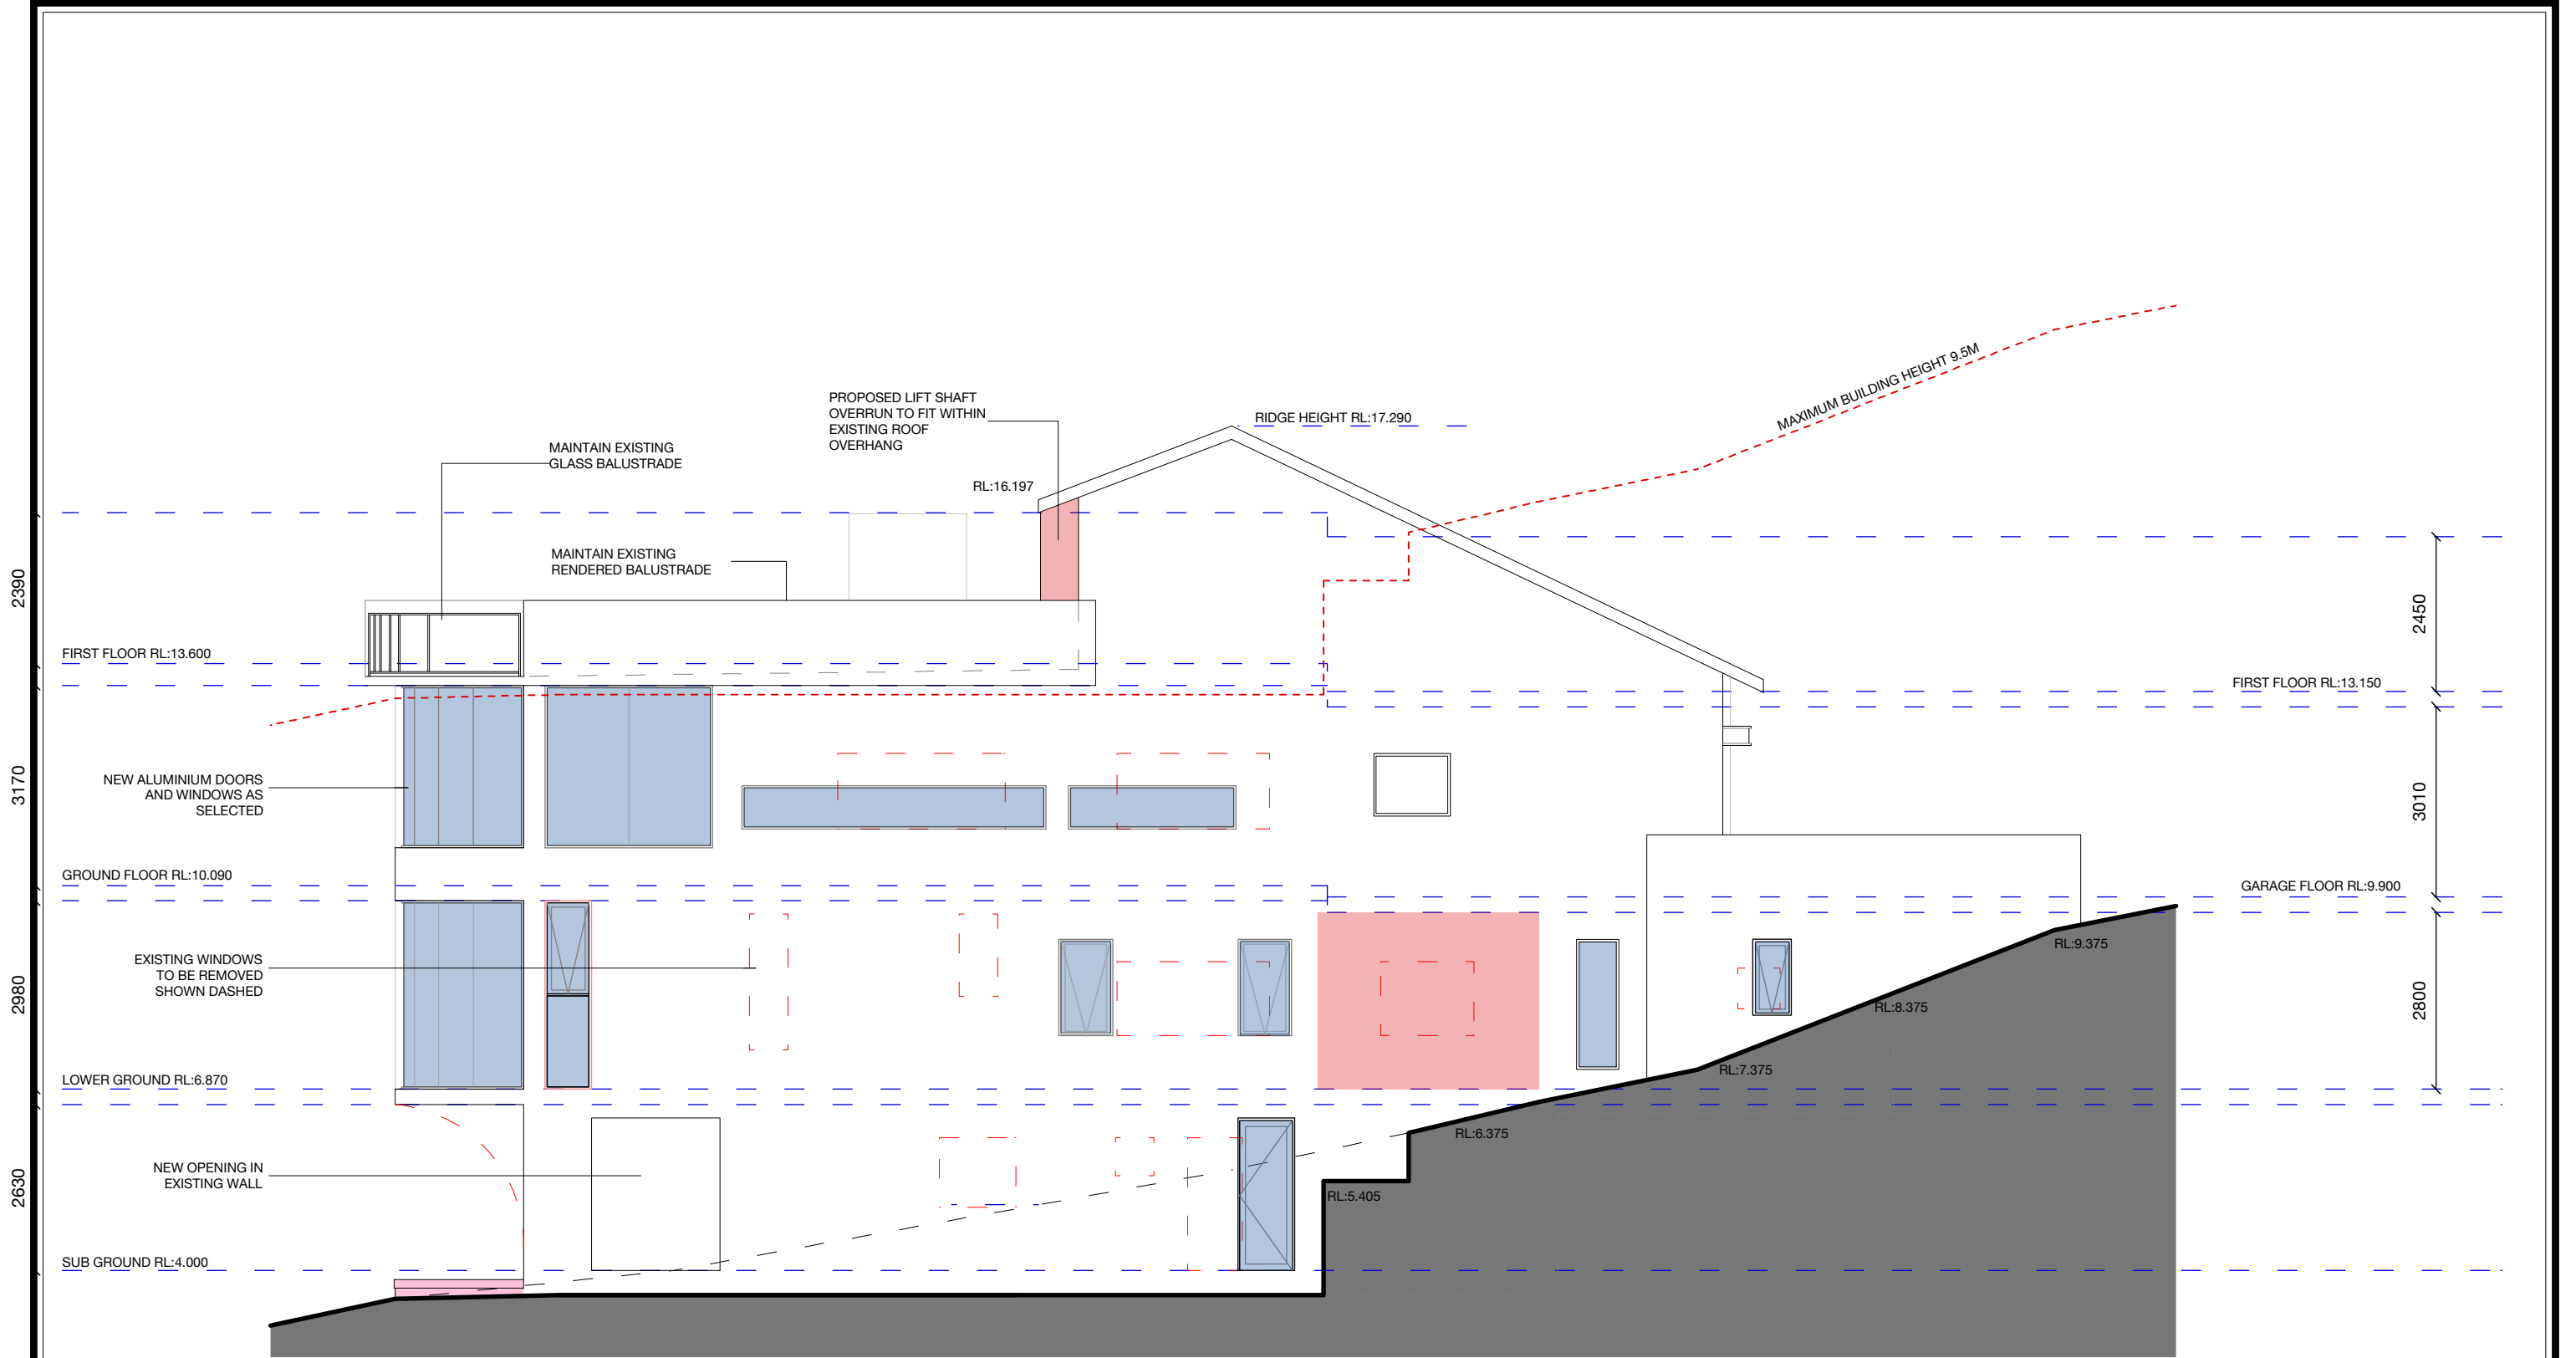 PROPOSED LIFT SHAFT
OVERRUN TO FIT WITHIN
EXISTING ROOF
OVERHANG
RIDGE HEIGHT RL:17.290
MAXIMUM BUILDING HEIGHT 9.5M
MAINTAIN EXISTING
GLASS BALUSTRADE
RL:16.197
MAINTAIN EXISTING
RENDERED BALUSTRADE
2390
2450
FIRST FLOOR RL:13.600
FIRST FLOOR RL:13.150
NEW ALUMINIUM DOORS
AND WINDOWS AS
SELECTED
3170
3010
GROUND FLOOR RL:10.090
GARAGE FLOOR RL:9.900
RL:9.375
EXISTING WINDOWS
TO BE REMOVED
SHOWN DASHED
2980
2800
RL:8.375
RL:7.375
LOWER GROUND RL:6.870
RL:6.375
NEW OPENING IN
EXISTING WALL
2630
RL:5.405
SUB GROUND RL:4.000